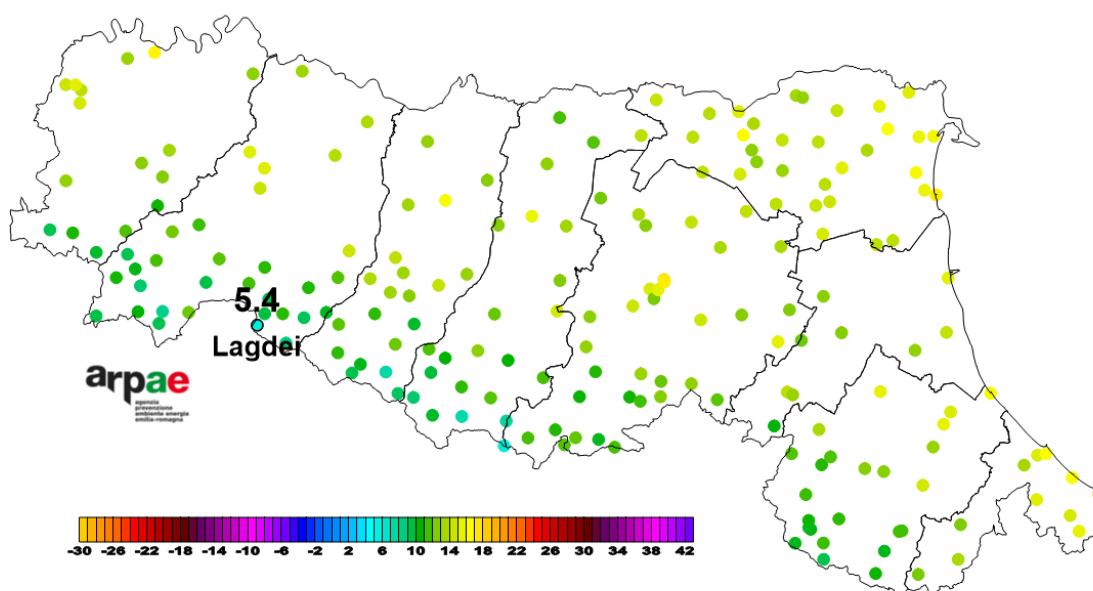 5.4
Lagdei
arpae
agenzia
prevenzione
ambiente energia
emilia-romagna
-30 -26 -22 -18 -14 -10 -6 -2 2 6 10 14 18 22 26 30 34 38 42